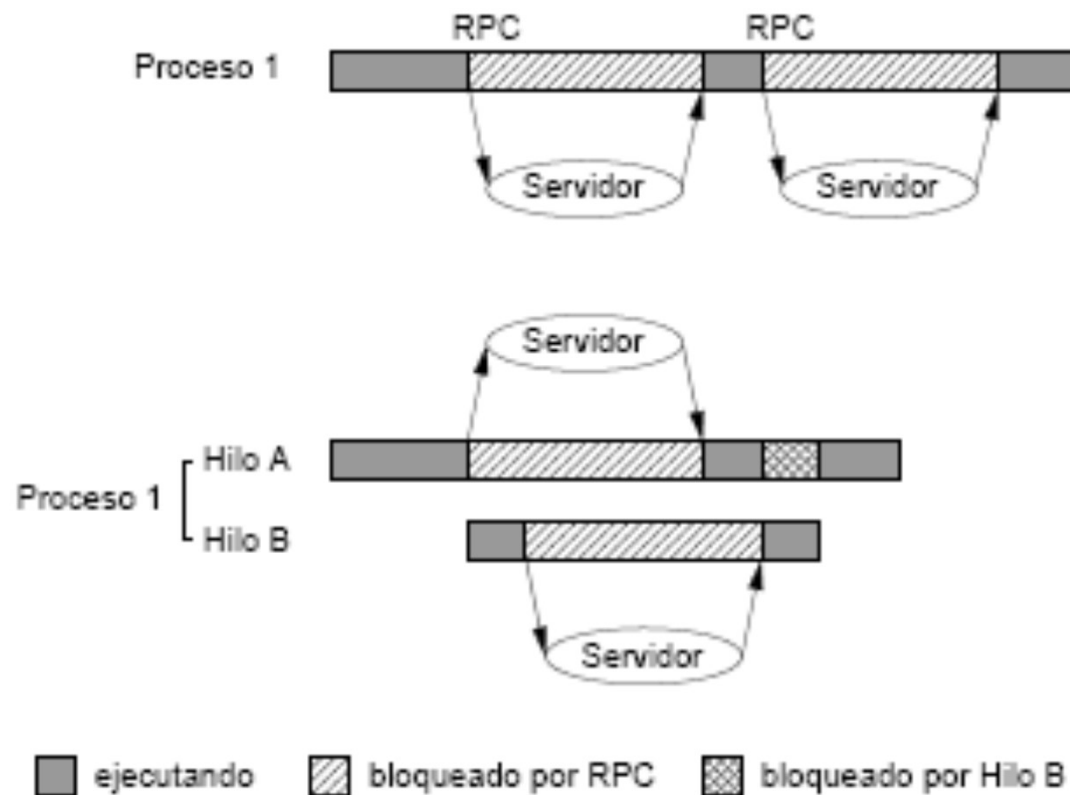 RPC RPC
Proceso 1
Servidor Servidor
Servidor
Hilo A
Proceso 1
Hilo B
Servidor
ejecutando bloqueado por RPC bloqueado por Hilo B